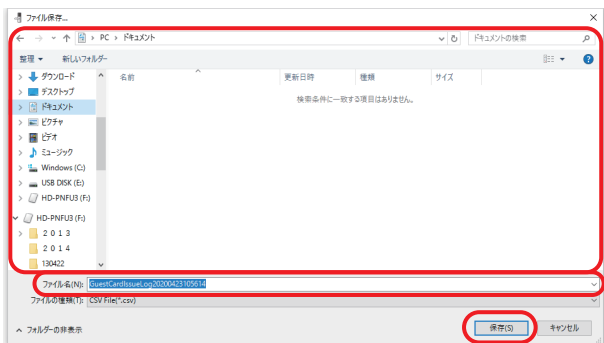 ファイル保存...
PC > ドキュメント
ドキュメントの検索
整理
新しいフォルダー
名前
更新日時
種類
サイズ
検索条件に一致する項目はありません。
ダウンロード
デスクトップ
ドキュメント
ピクチャ
ビデオ
ミュージック
Windows (C:)
USB DISK (E:)
HD-PNFU3 (F:)
HD-PNFU3 (F:)
２０１３
２０１４
130422
ファイル名(N): GuestCardIssueLog20200423105614
ファイルの種類(T): CSV File(*.csv)
フォルダーの非表示
保存(S)
キャンセル